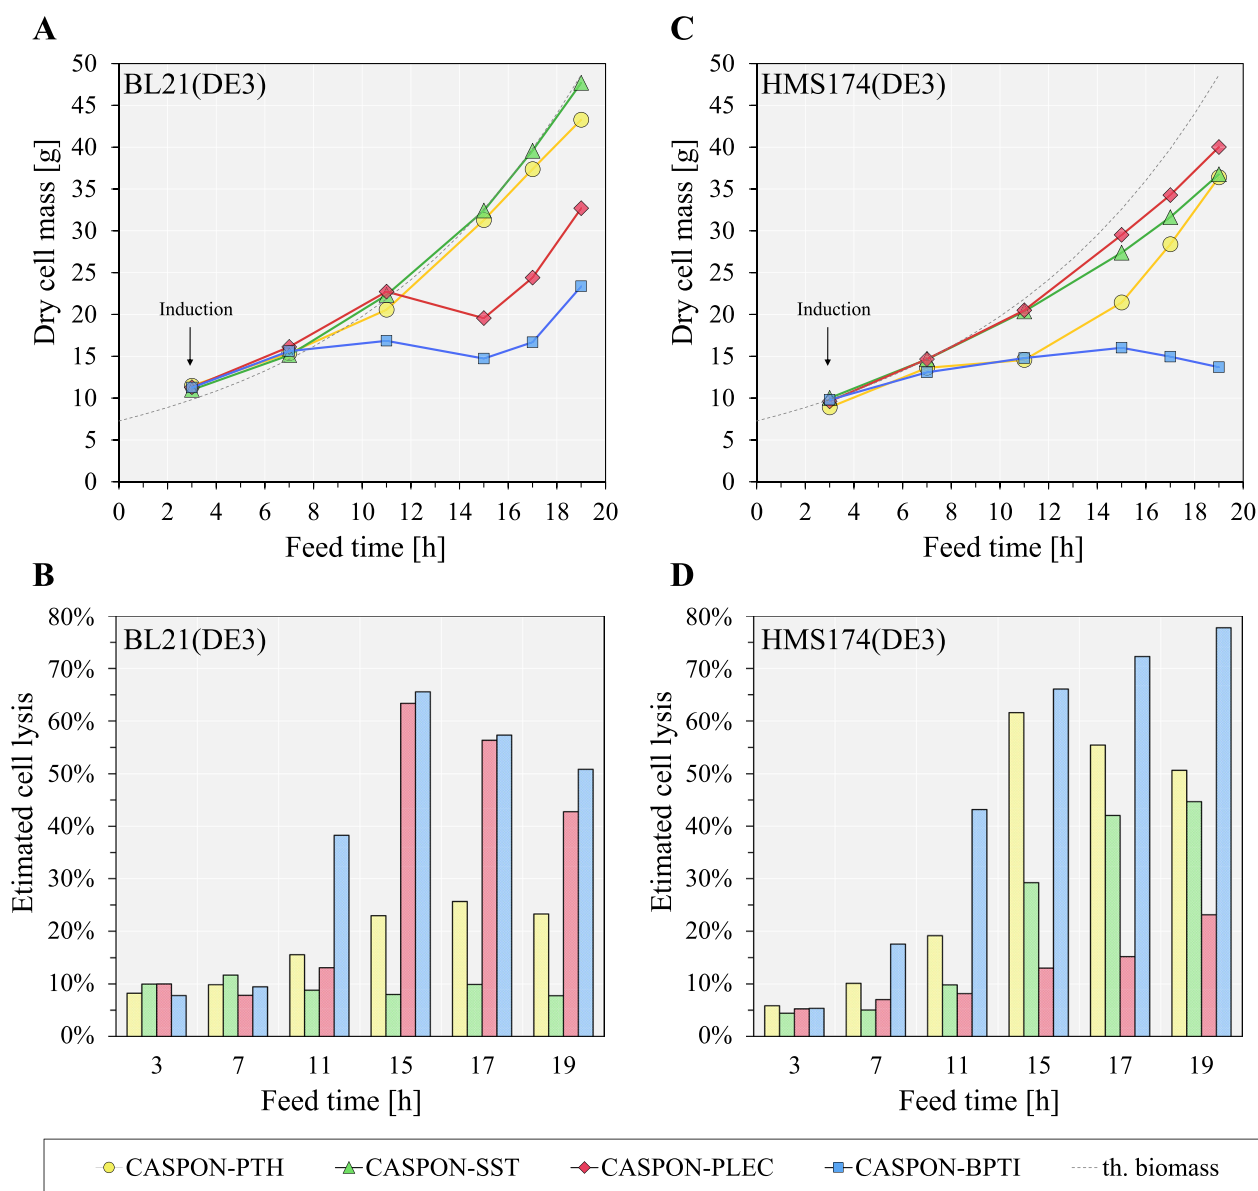 A
BL21(DE3)
Dry cell mass [g]
50
45
40
35
30
25
20
15
10
5
0
Induction
0 2 4 6 8 10 12 14 16 18 20
Feed time [h]
C
HMS174(DE3)
Dry cell mass [g]
50
45
40
35
30
25
20
15
10
5
0
Induction
0 2 4 6 8 10 12 14 16 18 20
Feed time [h]
B
BL21(DE3)
Etimated cell lysis
80%
70%
60%
50%
40%
30%
20%
10%
0%
3 7 11 15 17 19
Feed time [h]
D
HMS174(DE3)
Etimated cell lysis
80%
70%
60%
50%
40%
30%
20%
10%
0%
3 7 11 15 17 19
Feed time [h]
CASPON-PTH CASPON-SST CASPON-PLEC CASPON-BPTI th. biomass